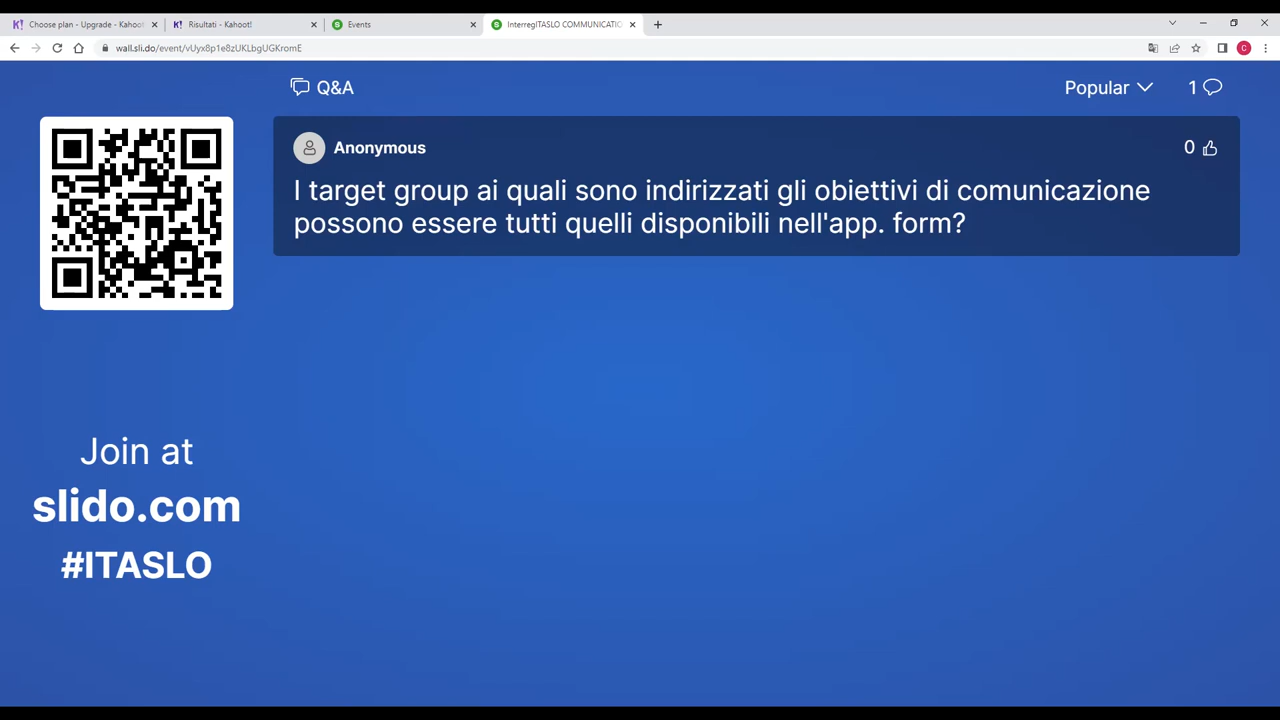 Choose plan - Upgrade - Kahoot!
Risultati - Kahoot!
Events
InterregITASLO COMMUNICATIO
wall.sli.do/event/vUyx8p1e8zUKLbgUGKromE
C
Q&A
Popular
1
Anonymous
0
I target group ai quali sono indirizzati gli obiettivi di comunicazione
possono essere tutti quelli disponibili nell'app. form?
Join at
slido.com
#ITASLO